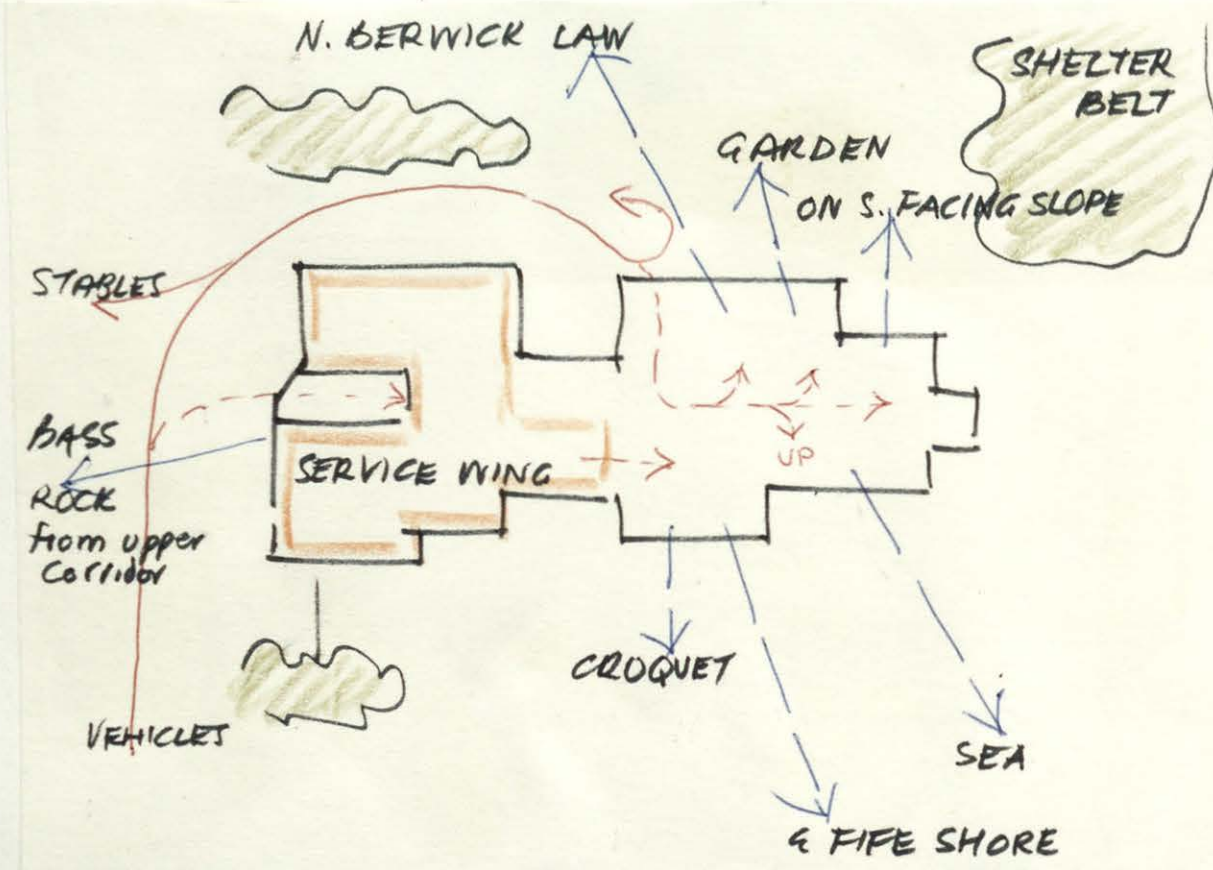 N. BERWICK LAW
SHELTER
BELT
GARDEN
ON S. FACING SLOPE
STABLES
BASS
ROCK
from upper
Corridor
SERVICE WING
UP
CROQUET
VEHICLES
SEA
& FIFE SHORE